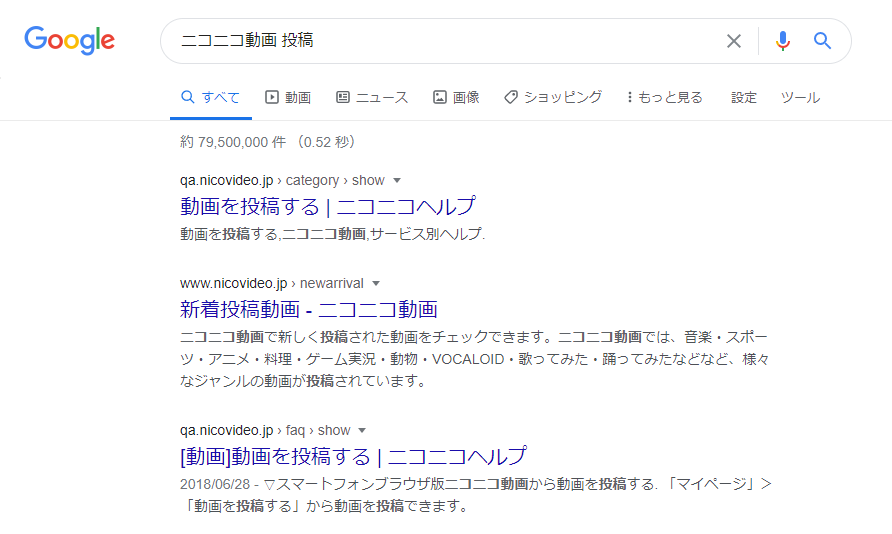 Google
ニコニコ動画 投稿
すべて 動画 ニュース 画像 ショッピング もっと見る 設定 ツール
約 79,500,000 件 （0.52 秒）
qa.nicovideo.jp › category › show
動画を投稿する | ニコニコヘルプ
動画を投稿する,ニコニコ動画,サービス別ヘルプ.
www.nicovideo.jp › newarrival
新着投稿動画 - ニコニコ動画
ニコニコ動画で新しく投稿された動画をチェックできます。ニコニコ動画では、音楽・スポー
ツ・アニメ・料理・ゲーム実況・動物・VOCALOID・歌ってみた・踊ってみたなどなど、様々
なジャンルの動画が投稿されています。
qa.nicovideo.jp › faq › show
[動画]動画を投稿する | ニコニコヘルプ
2018/06/28 - ▽スマートフォンブラウザ版ニコニコ動画から動画を投稿する. 「マイページ」＞
「動画を投稿する」から動画を投稿できます。